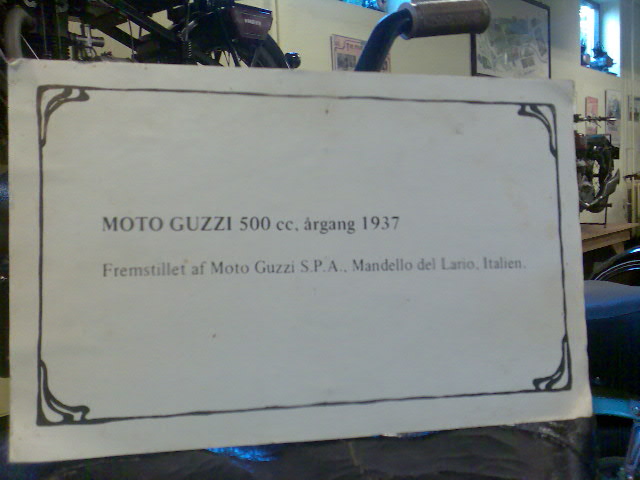 MOTO GUZZI 500 cc, årgang 1937
Fremstillet af Moto Guzzi S.P.A., Mandello del Lario, Italien.